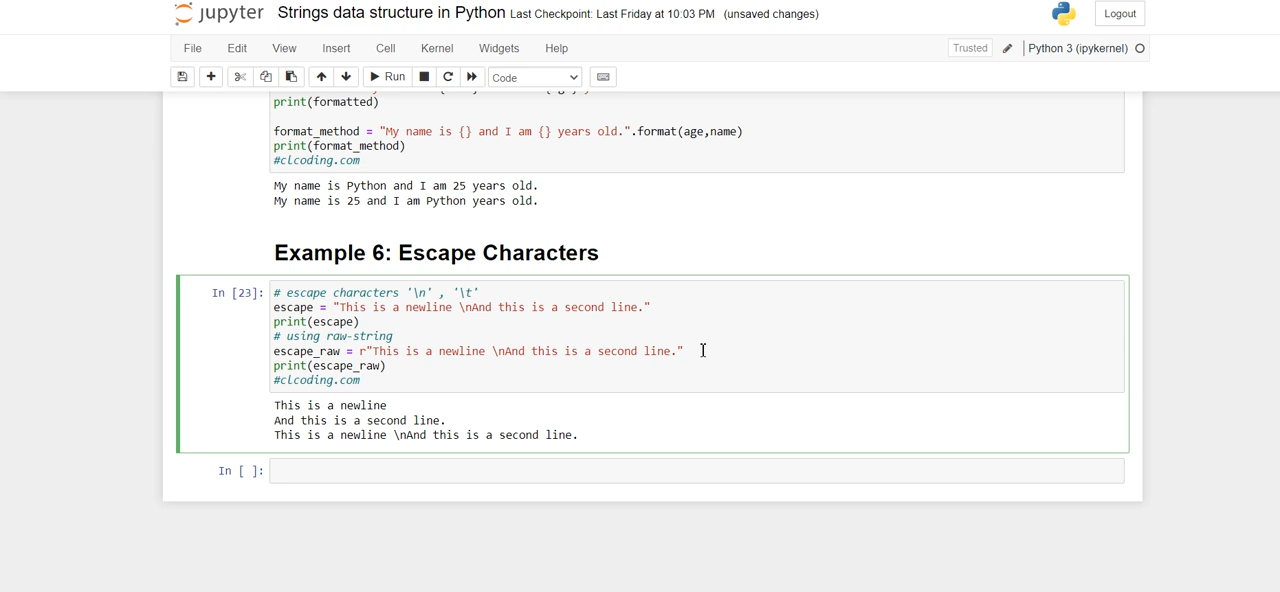 jupyter Strings data structure in Python Last Checkpoint: Last Friday at 10:03 PM (unsaved changes) Logout
File Edit View Insert Cell Kernel Widgets Help Trusted Python 3 (ipykernel)
Run Code
print(formatted)
format_method = "My name is {} and I am {} years old.".format(age,name)
print(format_method)
#clcoding.com
My name is Python and I am 25 years old.
My name is 25 and I am Python years old.
Example 6: Escape Characters
In [23]: # escape characters '\n' , '\t'
escape = "This is a newline \nAnd this is a second line."
print(escape)
# using raw-string
escape_raw = r"This is a newline \nAnd this is a second line."
print(escape_raw)
#clcoding.com
This is a newline
And this is a second line.
This is a newline \nAnd this is a second line.
In [ ]: